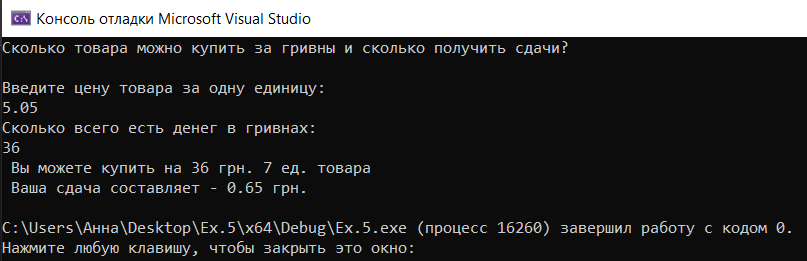 C:\ Консоль отладки Microsoft Visual Studio
Сколько товара можно купить за гривны и сколько получить сдачи?
Введите цену товара за одну единицу:
5.05
Сколько всего есть денег в гривнах:
36
Вы можете купить на 36 грн. 7 ед. товара
Ваша сдача составляет - 0.65 грн.
C:\Users\Анна\Desktop\Ex.5\x64\Debug\Ex.5.exe (процесс 16260) завершил работу с кодом 0.
Нажмите любую клавишу, чтобы закрыть это окно: